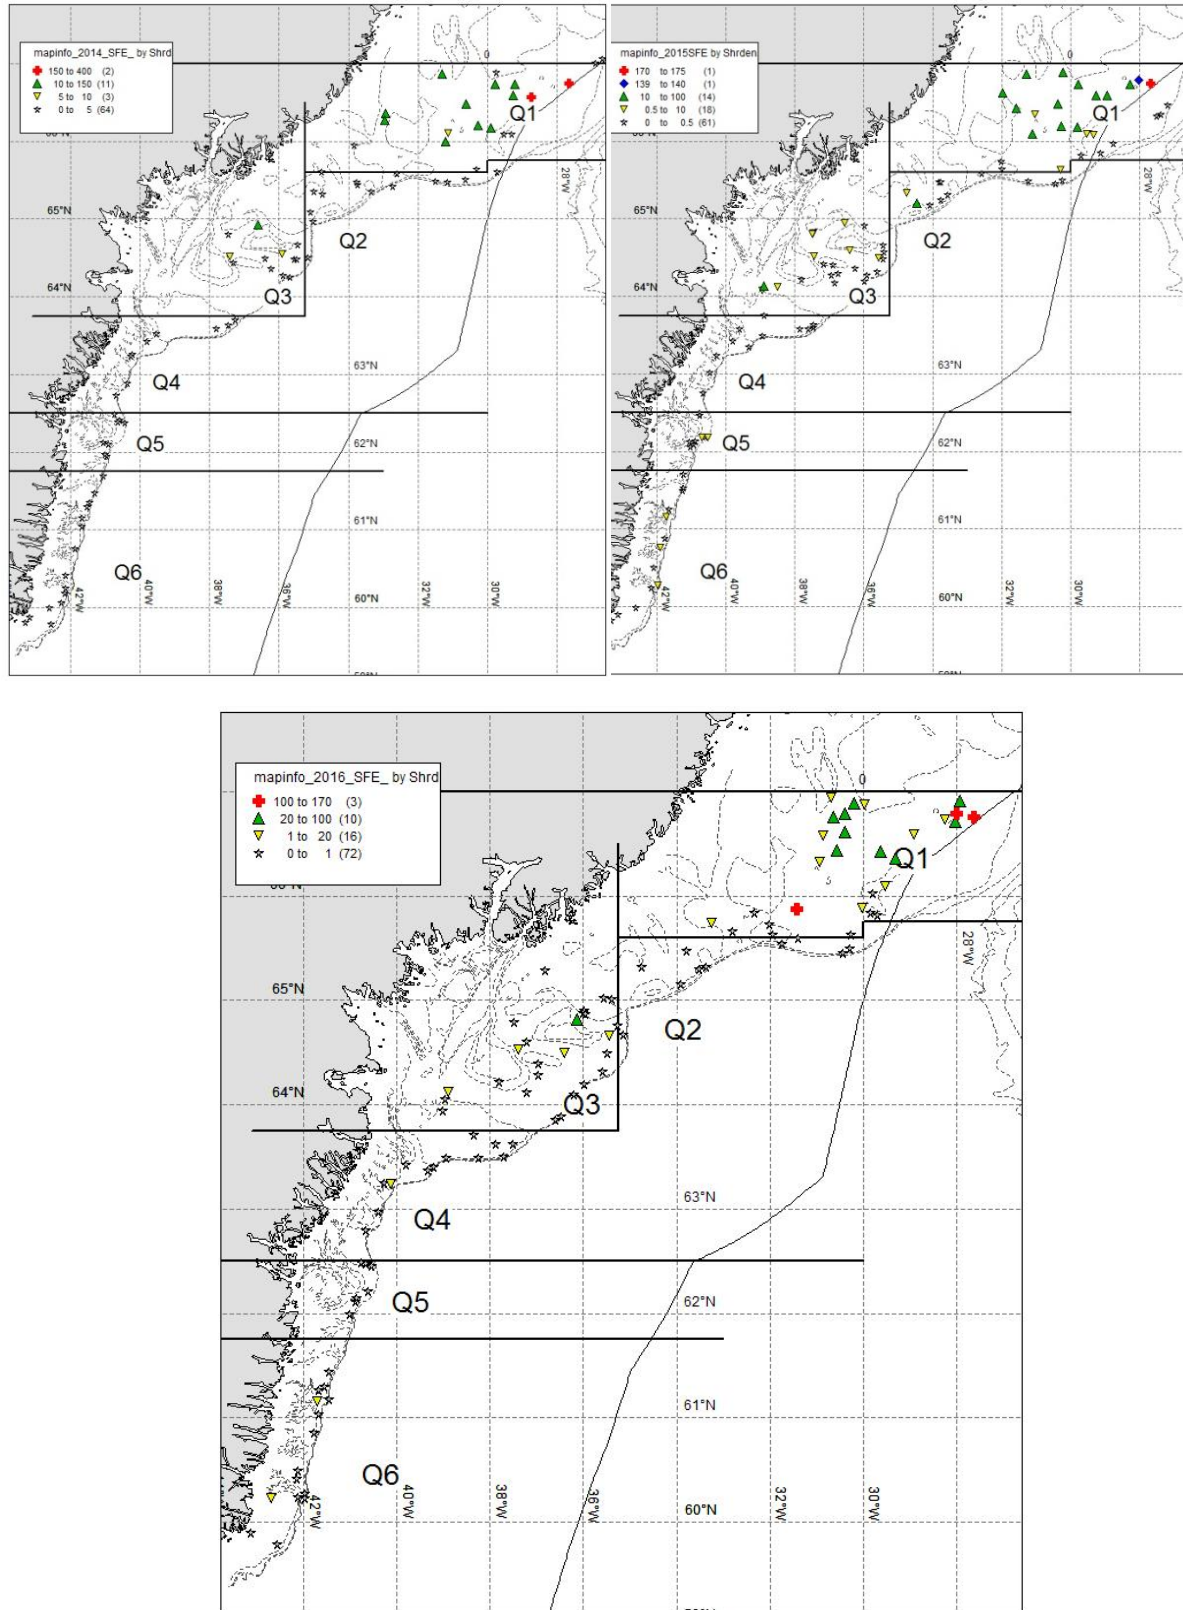 mapinfo_2014_SFE_ by Shrd
150 to 400 (2)
10 to 150 (11)
5 to 10 (3)
0 to 5 (64)
0
Q1
28°W
65°N
Q2
64°N
Q3
63°N
Q4
62°N
Q5
61°N
Q6
42°W
40°W
38°W
36°W
32°W
30°W
60°N
mapinfo_2015SFE by Shrden
170 to 175 (1)
139 to 140 (1)
10 to 100 (14)
0.5 to 10 (18)
0 to 0.5 (61)
0
Q1
28°W
65°N
Q2
64°N
Q3
63°N
Q4
62°N
Q5
61°N
Q6
42°W
40°W
38°W
36°W
32°W
30°W
60°N
mapinfo_2016_SFE_ by Shrd
100 to 170 (3)
20 to 100 (10)
1 to 20 (16)
0 to 1 (72)
0
Q1
28°W
65°N
Q2
64°N
Q3
63°N
Q4
62°N
Q5
61°N
Q6
42°W
40°W
38°W
36°W
32°W
30°W
60°N